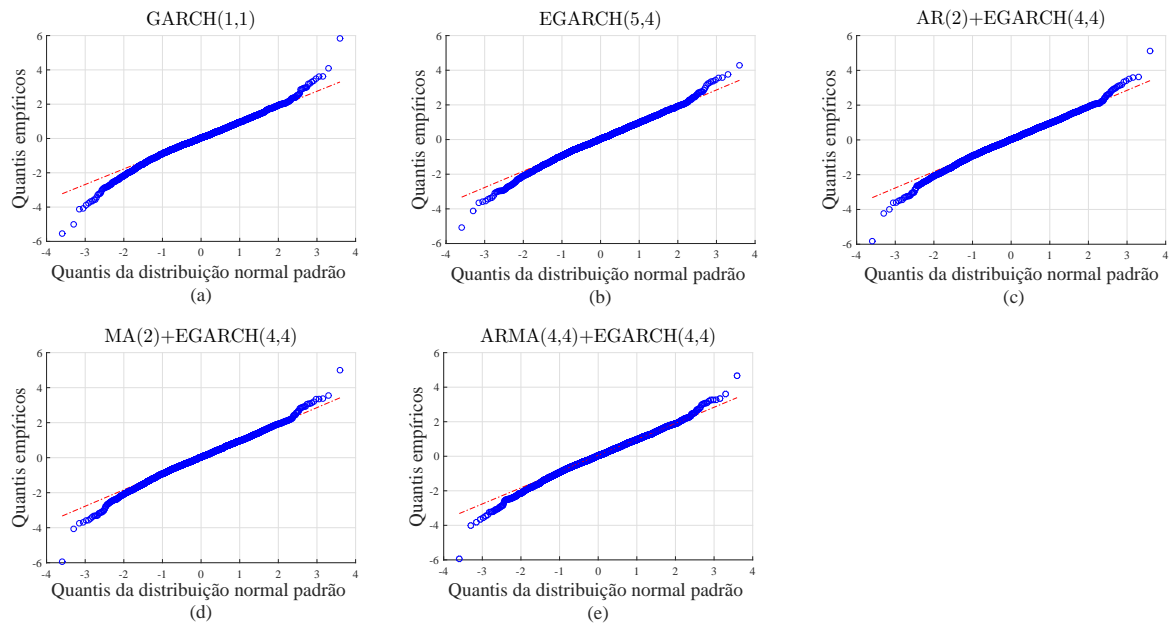 GARCH(1,1)
Quantis empíricos
6
4
2
0
-2
-4
-6
-4 -3 -2 -1 0 1 2 3 4
Quantis da distribuição normal padrão
(a)
EGARCH(5,4)
Quantis empíricos
6
4
2
0
-2
-4
-6
-4 -3 -2 -1 0 1 2 3 4
Quantis da distribuição normal padrão
(b)
AR(2)+EGARCH(4,4)
Quantis empíricos
6
4
2
0
-2
-4
-6
-4 -3 -2 -1 0 1 2 3 4
Quantis da distribuição normal padrão
(c)
MA(2)+EGARCH(4,4)
Quantis empíricos
6
4
2
0
-2
-4
-6
-4 -3 -2 -1 0 1 2 3 4
Quantis da distribuição normal padrão
(d)
ARMA(4,4)+EGARCH(4,4)
Quantis empíricos
6
4
2
0
-2
-4
-6
-4 -3 -2 -1 0 1 2 3 4
Quantis da distribuição normal padrão
(e)